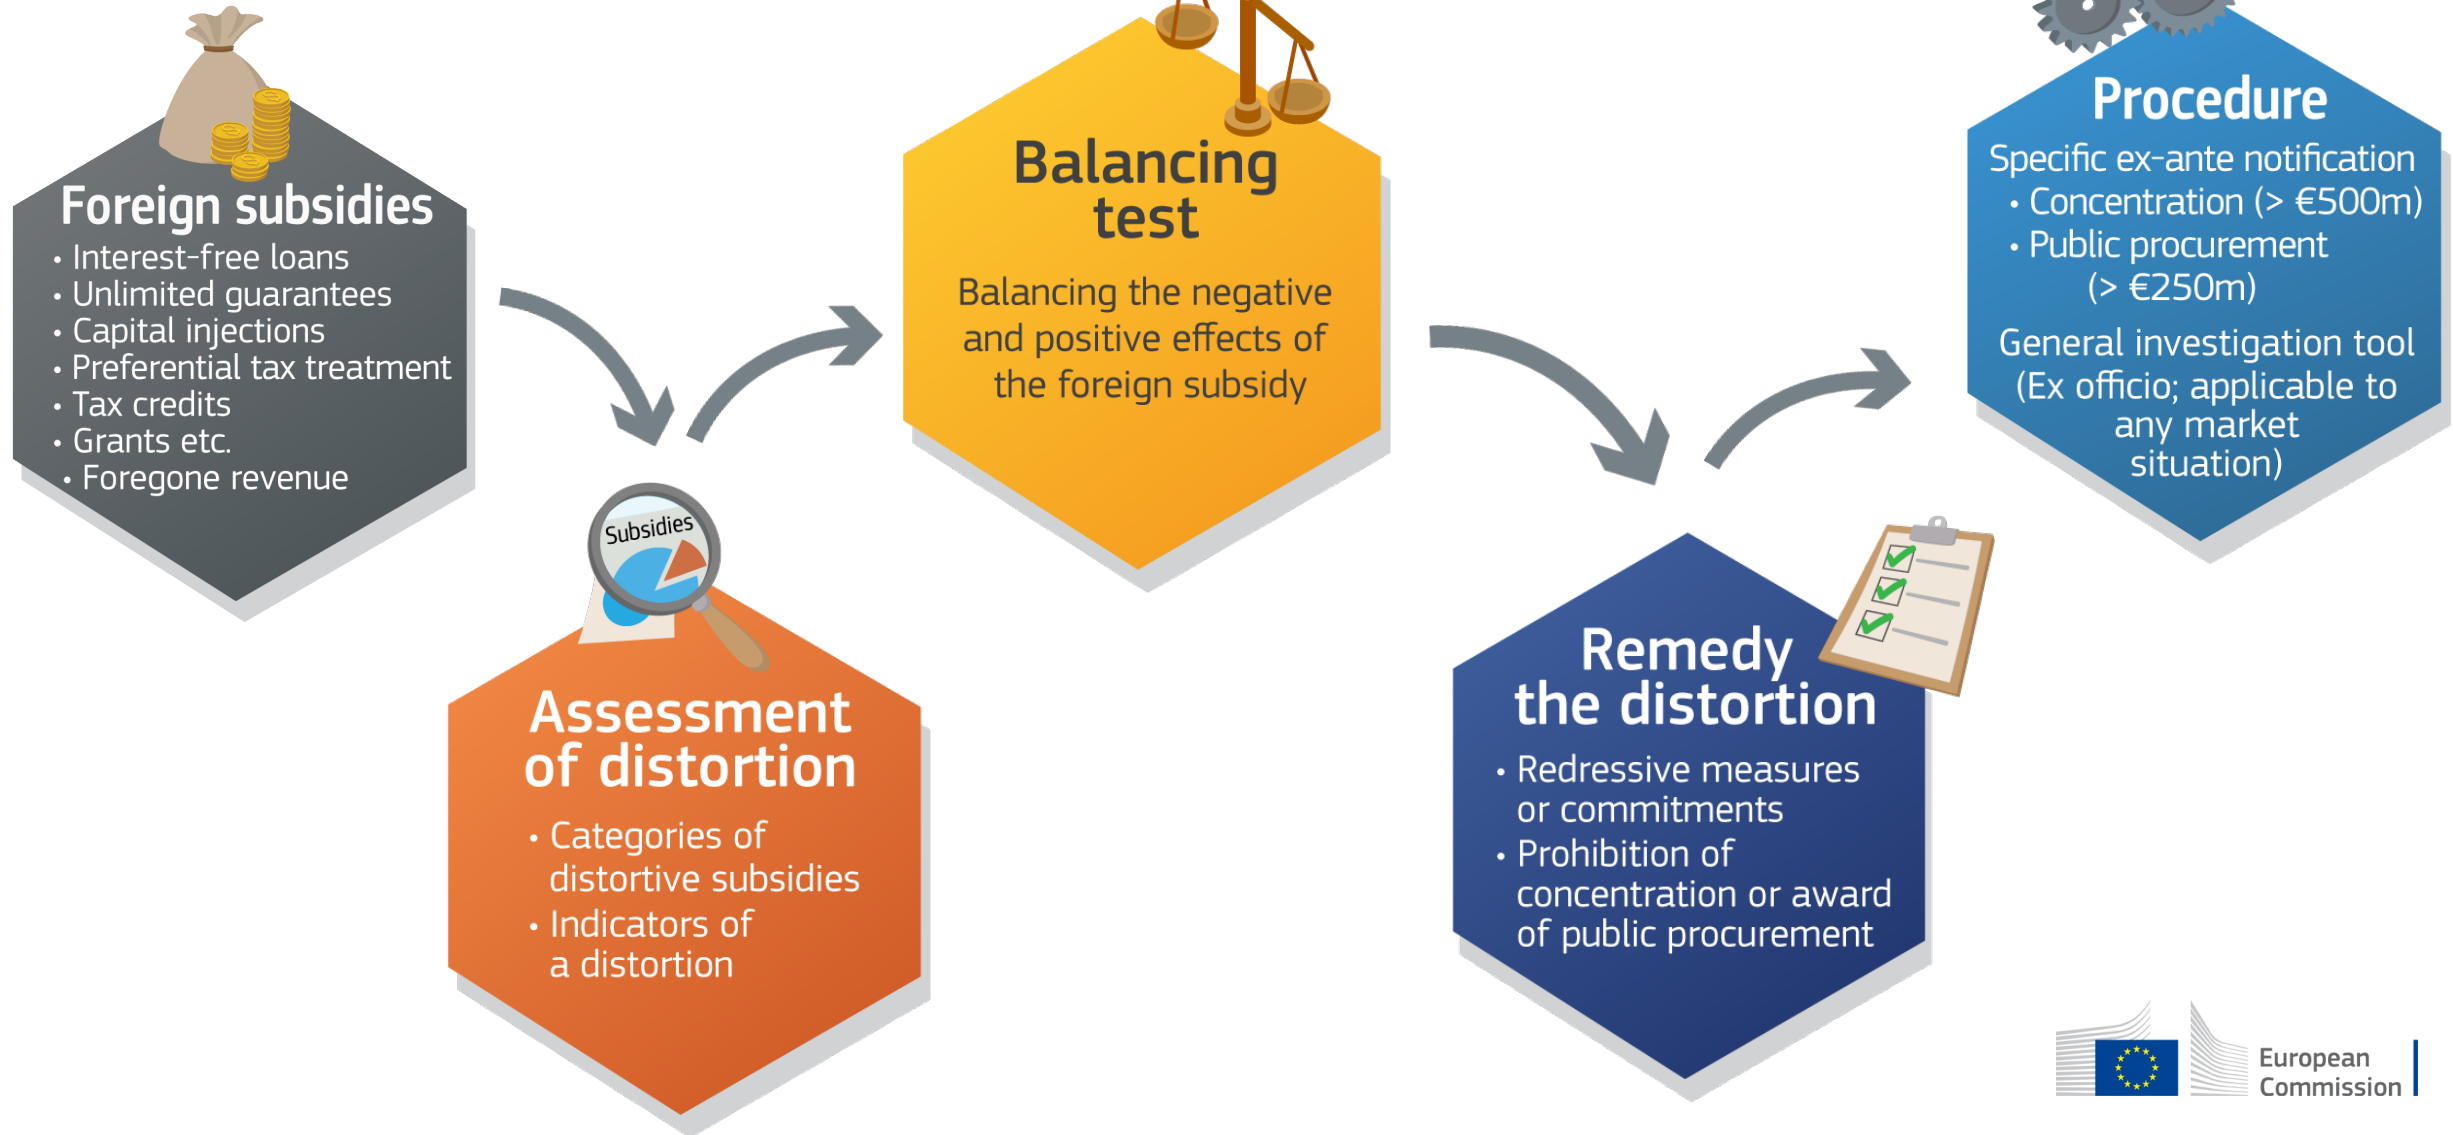 Foreign subsidies
• Interest-free loans
• Unlimited guarantees
• Capital injections
• Preferential tax treatment
• Tax credits
• Grants etc.
• Foregone revenue
Subsidies
Assessment
of distortion
• Categories of
distortive subsidies
• Indicators of
a distortion
Balancing
test
Balancing the negative
and positive effects of
the foreign subsidy
Remedy
the distortion
• Redressive measures
or commitments
• Prohibition of
concentration or award
of public procurement
Procedure
Specific ex-ante notification
• Concentration (> €500m)
• Public procurement
(> €250m)
General investigation tool
(Ex officio; applicable to
any market
situation)
European
Commission